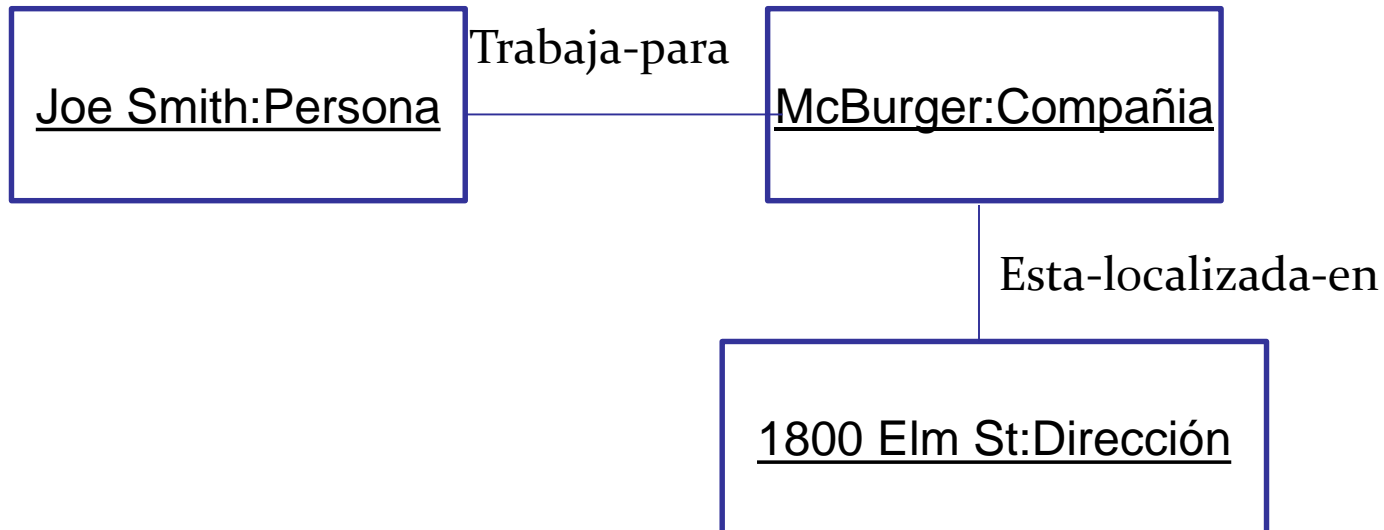 Trabaja-para
Joe Smith:Persona
McBurger:Compañia
Esta-localizada-en
1800 Elm St:Dirección